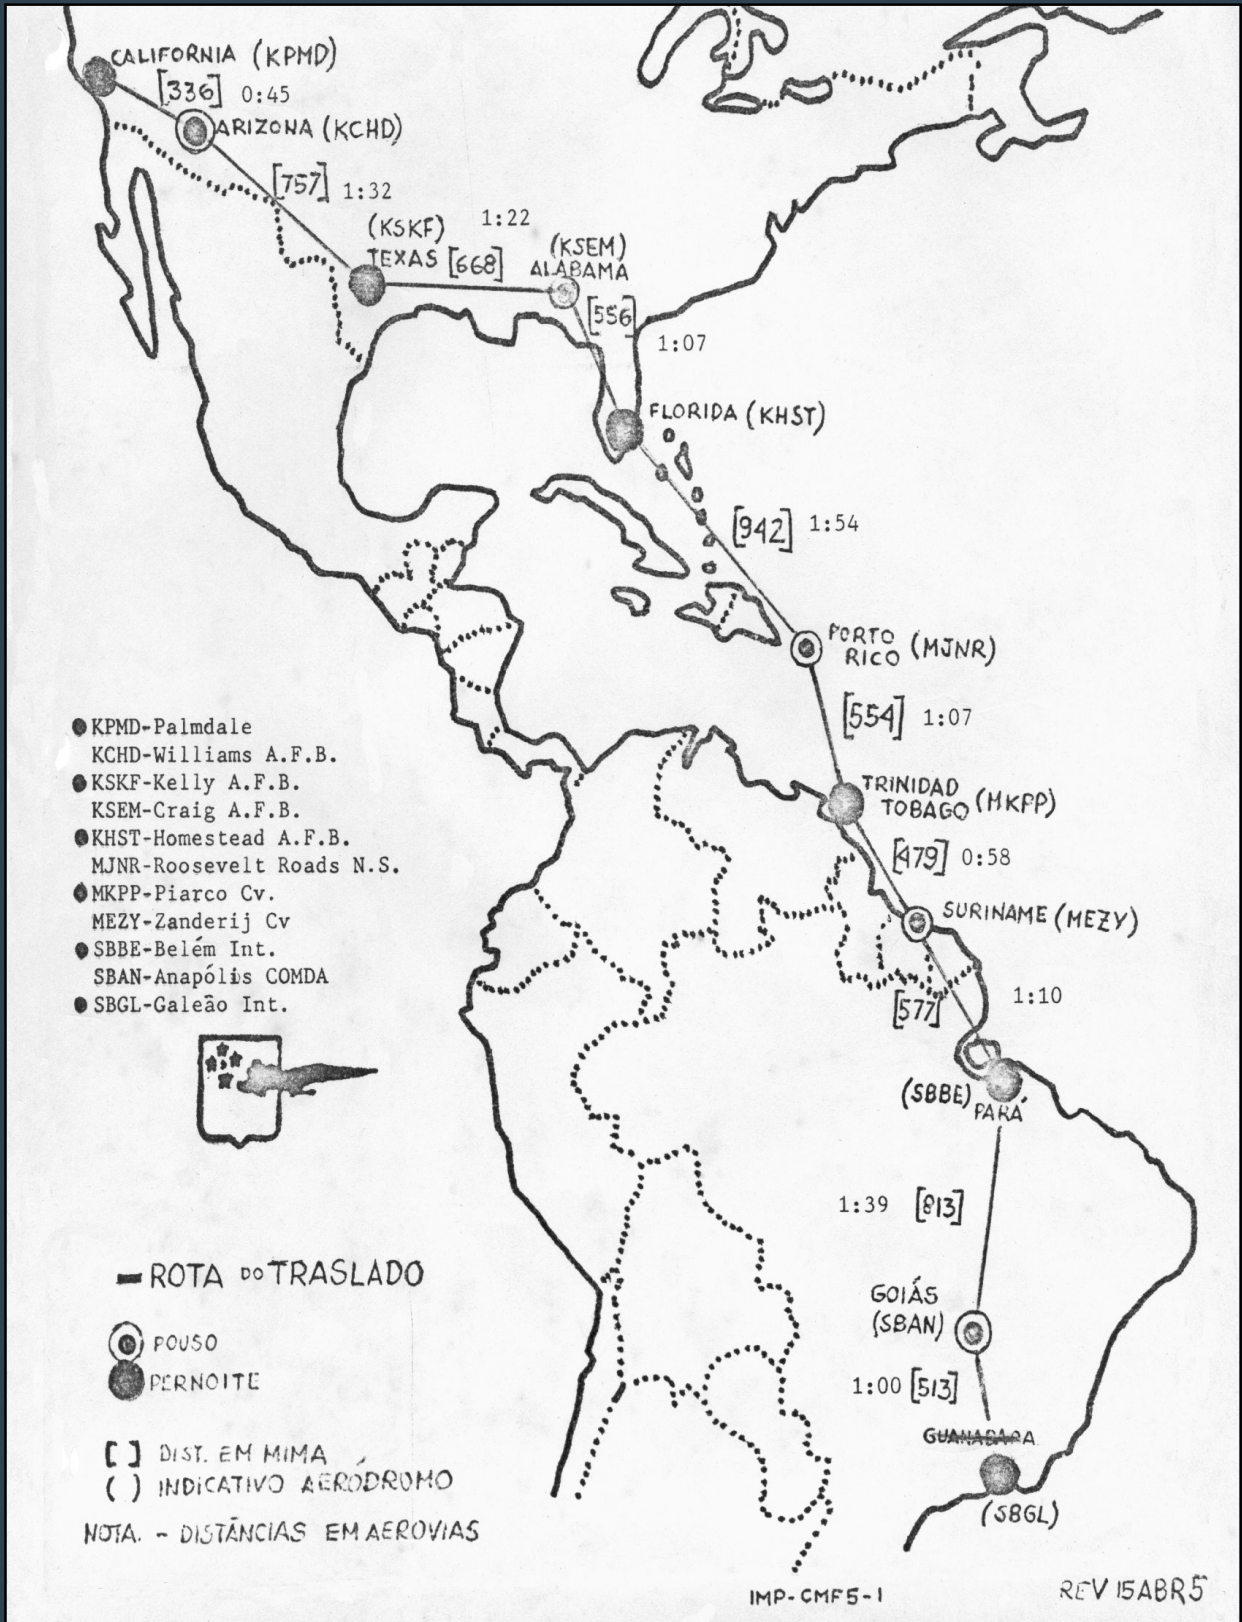 CALIFORNIA (KPMD)
[336] 0:45
ARIZONA (KCHD)
[757] 1:32
(KSKF) 1:22
TEXAS [668]
(KSEM)
ALABAMA
[556]
1:07
FLORIDA (KHST)
[942] 1:54
PORTO
RICO (MJNR)
[554] 1:07
TRINIDAD
TOBAGO (MKPP)
[479] 0:58
SURINAME (MEZY)
[577] 1:10
(SBBE)
PARÁ
1:39 [813]
GOIÁS
(SBAN)
1:00 [513]
GUANABARA
(SBGL)
KPMD-Palmdale
KCHD-Williams A.F.B.
KSKF-Kelly A.F.B.
KSEM-Craig A.F.B.
KHST-Homestead A.F.B.
MJNR-Roosevelt Roads N.S.
MKPP-Piarco Cv.
MEZY-Zanderij Cv
SBBE-Belém Int.
SBAN-Anapólis COMDA
SBGL-Galeão Int.
ROTA DO TRASLADO
POUSO
PERNOITE
[ ] DIST. EM MIMA
( ) INDICATIVO AERÓDROMO
NOTA. - DISTÂNCIAS EM AEROVIAS
IMP-CMF5-1
REV 15ABR5